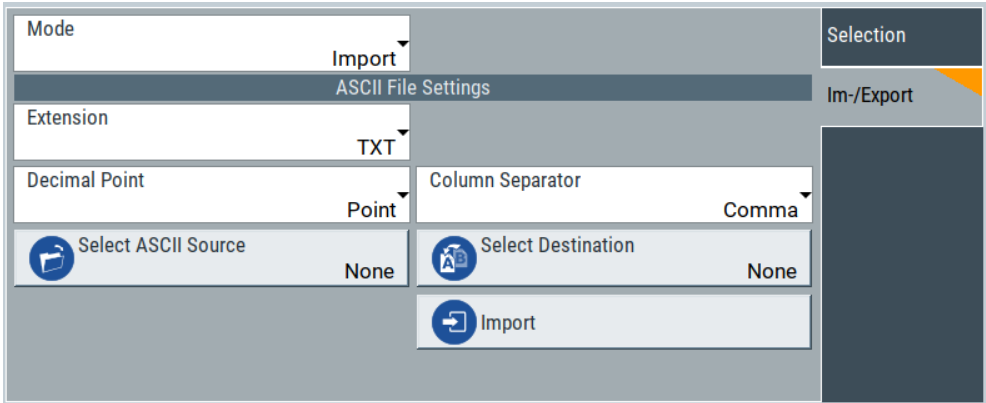 Mode
Import
Selection
ASCII File Settings
Im-/Export
Extension
TXT
Decimal Point
Point
Column Separator
Comma
Select ASCII Source
None
Select Destination
None
Import